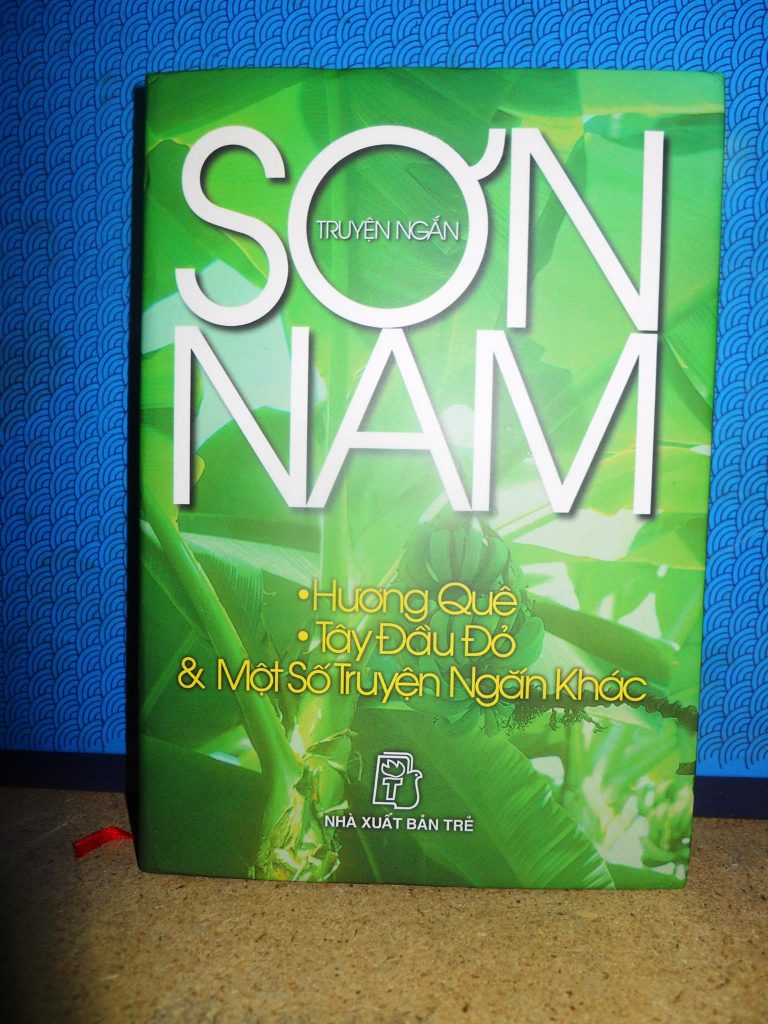 SƠN
TRUYỆN NGẮN
NAM
• Hương Quê
• Tây Đầu Đỏ
& Một Số Truyện Ngắn Khác
T
NHÀ XUẤT BẢN TRẺ